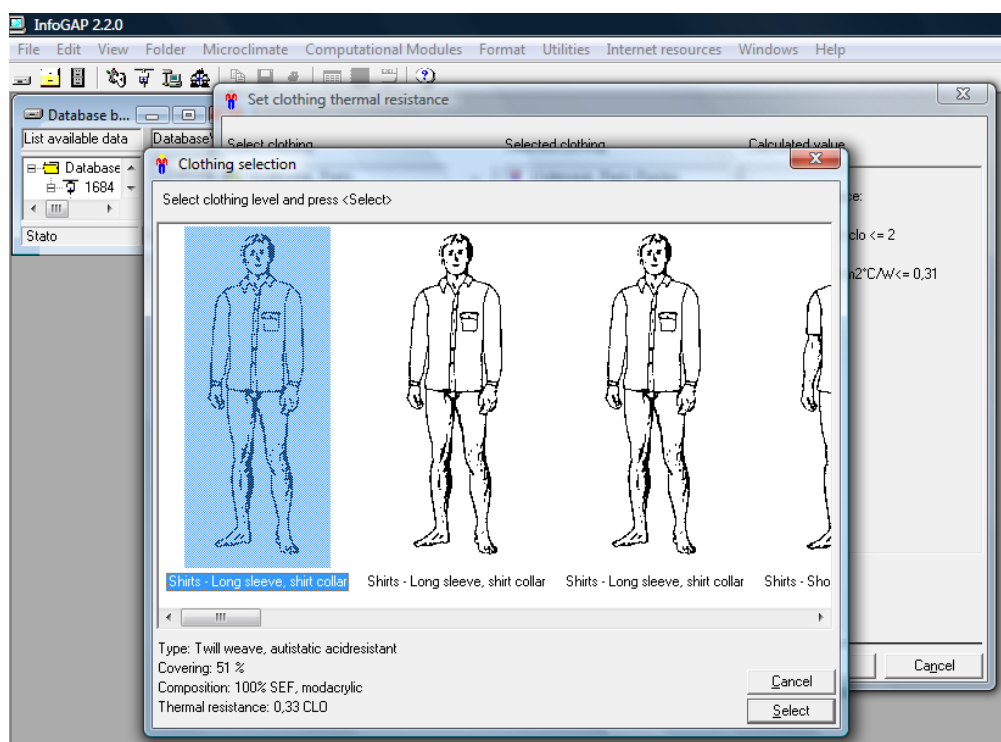 InfoGAP 2.2.0
File Edit View Folder Microclimate Computational Modules Format Utilities Internet resources Windows Help
Set clothing thermal resistance
Database b...
List available data Database'
Select clothing Selected clothing Calculated value
Database
1684
Stato
Clothing selection
Select clothing level and press <Select>
ce:
clo <= 2
m2*C/W<= 0,31
Shirts - Long sleeve, shirt collar Shirts - Long sleeve, shirt collar Shirts - Long sleeve, shirt collar Shirts - Sho
Type: Twill weave, autistatic acidresistant
Covering: 51 %
Composition: 100% SEF, modacrylic
Thermal resistance: 0,33 CLO
Cancel
Select
Cancel